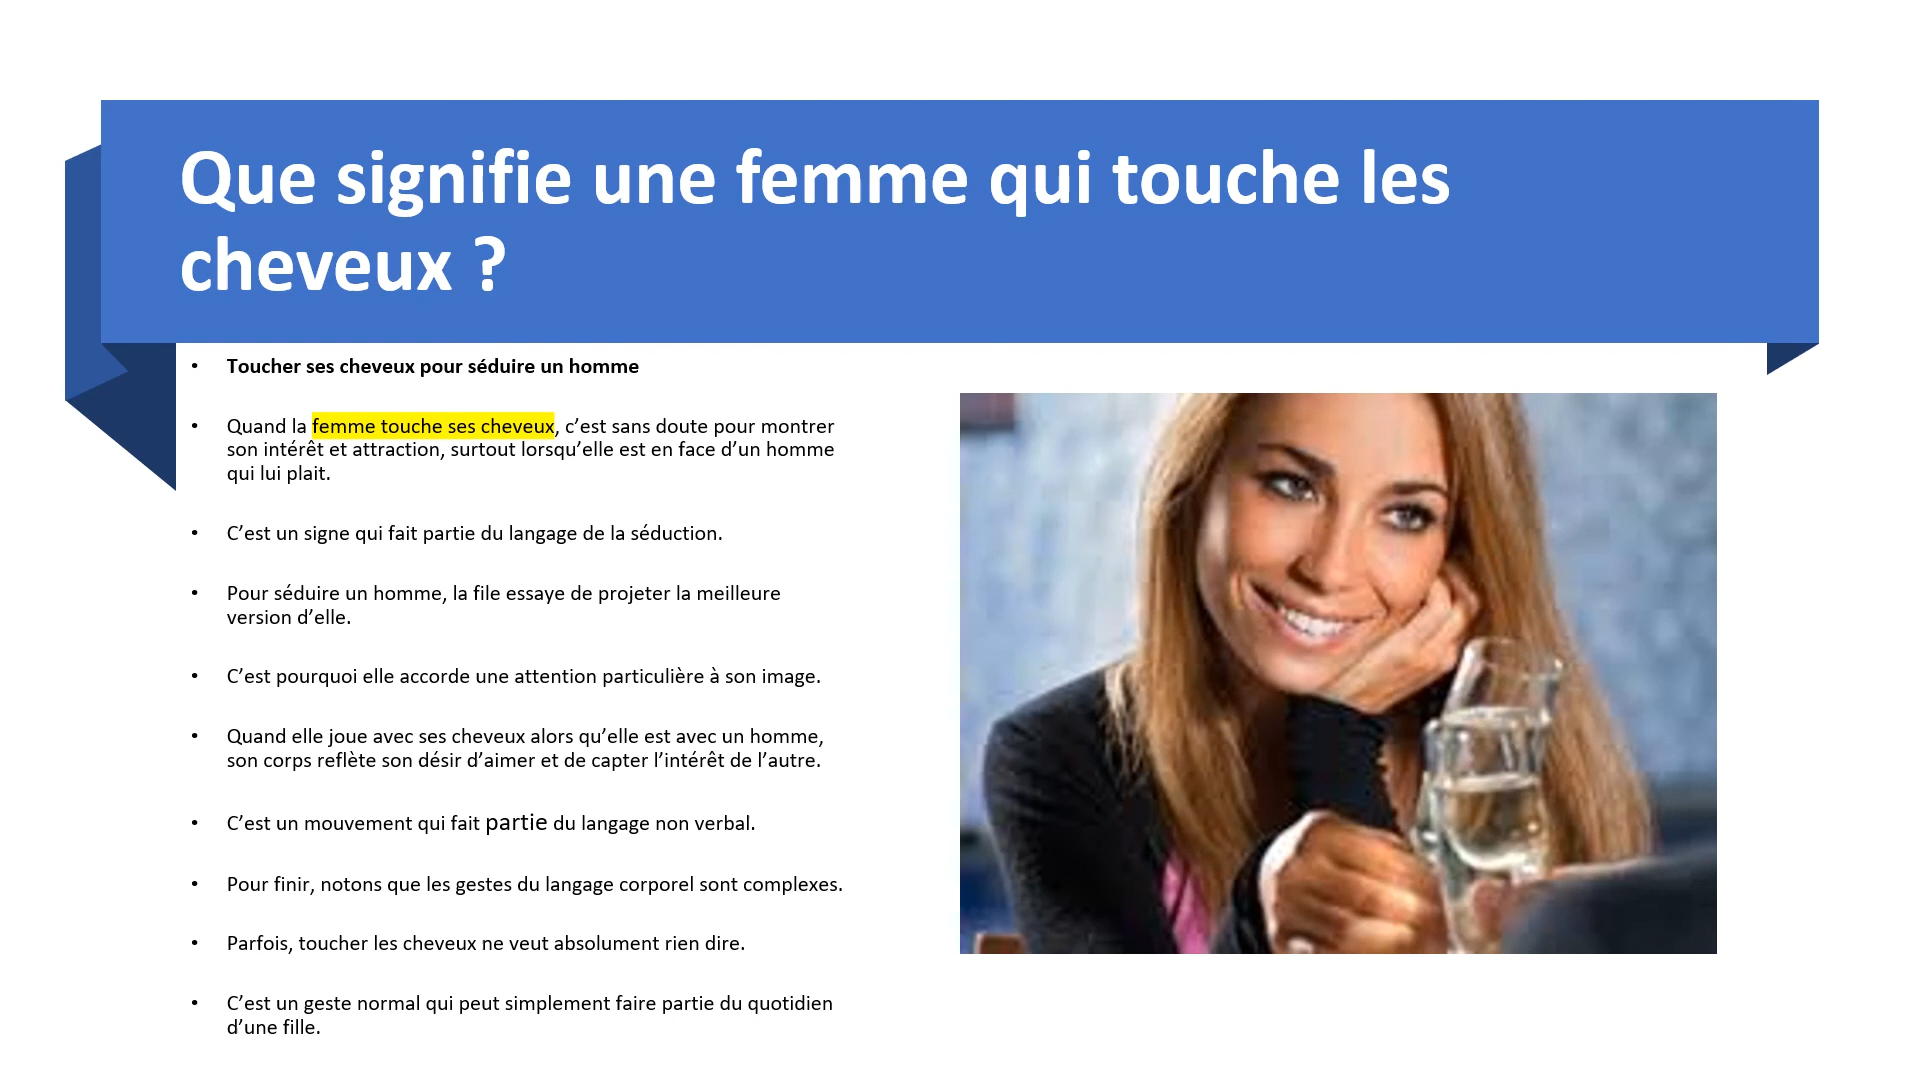 Que signifie une femme qui touche les
cheveux ?
• Toucher ses cheveux pour séduire un homme
• Quand la femme touche ses cheveux, c’est sans doute pour montrer
son intérêt et attraction, surtout lorsqu’elle est en face d’un homme
qui lui plait.
• C’est un signe qui fait partie du langage de la séduction.
• Pour séduire un homme, la file essaye de projeter la meilleure
version d’elle.
• C’est pourquoi elle accorde une attention particulière à son image.
• Quand elle joue avec ses cheveux alors qu’elle est avec un homme,
son corps reflète son désir d’aimer et de capter l’intérêt de l’autre.
• C’est un mouvement qui fait partie du langage non verbal.
• Pour finir, notons que les gestes du langage corporel sont complexes.
• Parfois, toucher les cheveux ne veut absolument rien dire.
• C’est un geste normal qui peut simplement faire partie du quotidien
d’une fille.